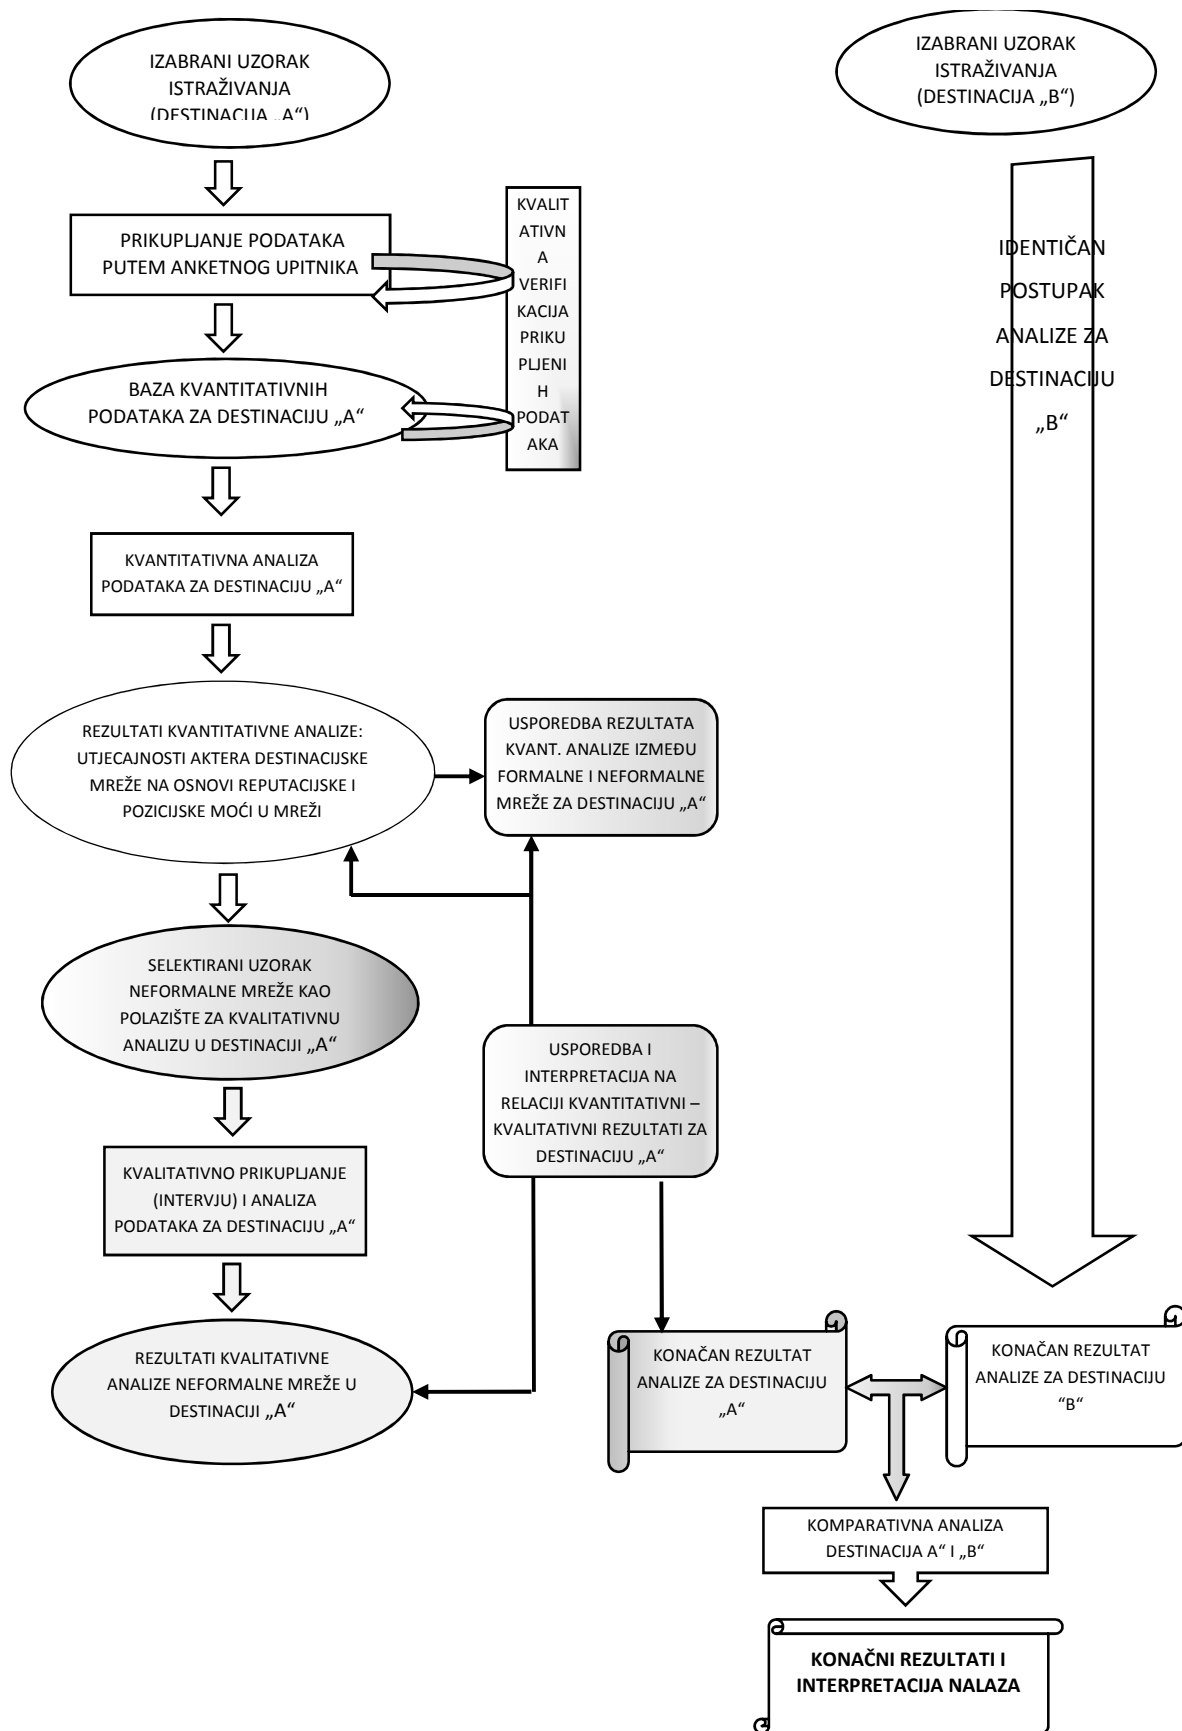 IZABRANI UZORAK
ISTRAŽIVANJA
(DESTINACIJA „A“)
IZABRANI UZORAK
ISTRAŽIVANJA
(DESTINACIJA „B“)
PRIKUPLJANJE PODATAKA
PUTEM ANKETNOG UPITNIKA
KVALIT
ATIVN
A
VERIFI
KACIJA
PRIKU
PLJENI
H
PODAT
AKA
IDENTIČAN
POSTUPAK
ANALIZE ZA
DESTINACIJU
„B“
BAZA KVANTITATIVNIH
PODATAKA ZA DESTINACIJU „A“
KVANTITATIVNA ANALIZA
PODATAKA ZA DESTINACIJU „A“
REZULTATI KVANTITATIVNE ANALIZE:
UTJECAJNOSTI AKTERA DESTINACIJSKE
MREŽE NA OSNOVI REPUTACIJSKE I
POZICIJSKE MOĆI U MREŽI
USPOREDBA REZULTATA
KVANT. ANALIZE IZMEĐU
FORMALNE I NEFORMALNE
MREŽE ZA DESTINACIJU „A“
SELEKTIRANI UZORAK
NEFORMALNE MREŽE KAO
POLAZIŠTE ZA KVALITATIVNU
ANALIZU U DESTINACIJI „A“
USPOREDBA I
INTERPRETACIJA NA
RELACIJI KVANTITATIVNI –
KVALITATIVNI REZULTATI ZA
DESTINACIJU „A“
KVALITATIVNO PRIKUPLJANJE
(INTERVJU) I ANALIZA
PODATAKA ZA DESTINACIJU „A“
REZULTATI KVALITATIVNE
ANALIZE NEFORMALNE MREŽE U
DESTINACIJI „A“
KONAČAN REZULTAT
ANALIZE ZA DESTINACIJU
„A“
KONAČAN REZULTAT
ANALIZE ZA DESTINACIJU
“B“
KOMPARATIVNA ANALIZA
DESTINACIJA A“ I „B“
KONAČNI REZULTATI I
INTERPRETACIJA NALAZA